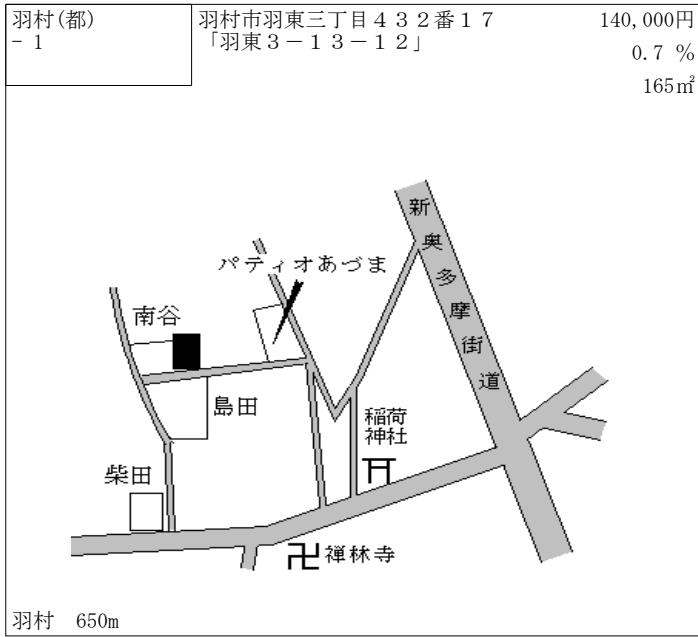 羽村(都)
- 1
羽村市羽東三丁目４３２番１７
「羽東３－１３－１２」
140,000円
0.7 %
165㎡
新奥多摩街道
パティオあづま
南谷
島田
稲荷
神社
柴田
卍禅林寺
羽村 650m